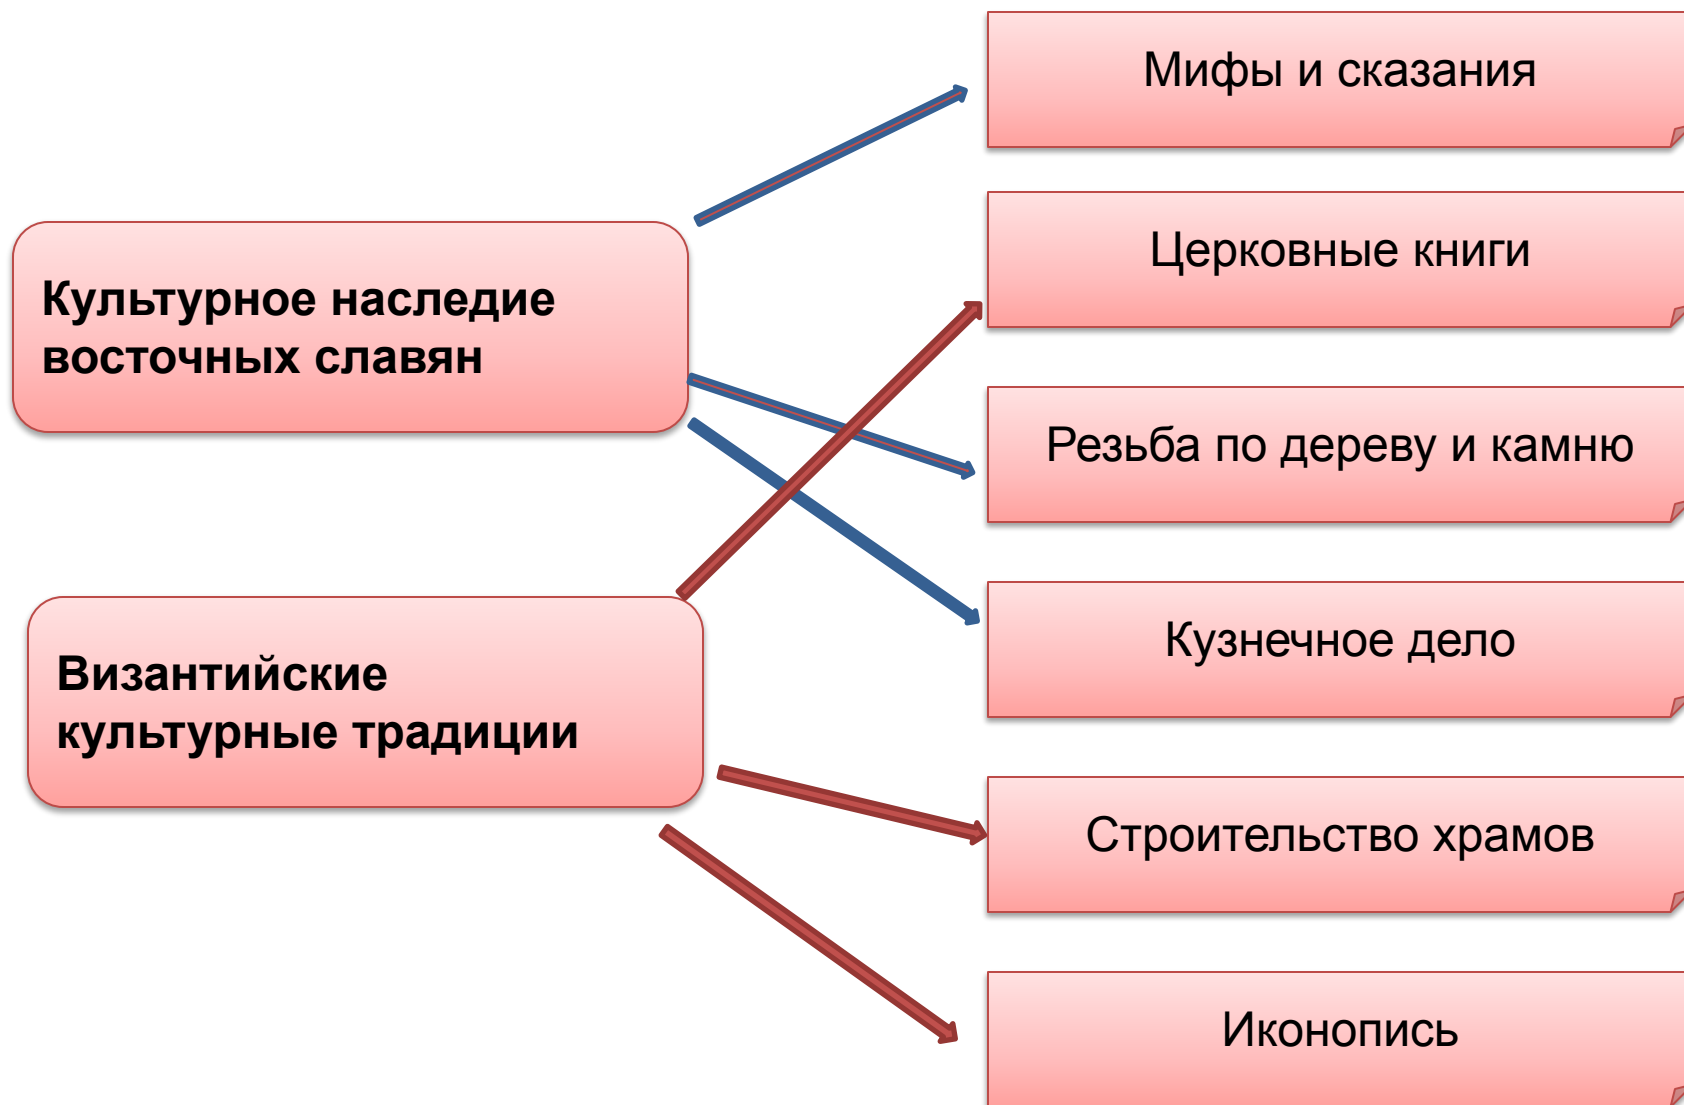 Культурное наследие
восточных славян
Византийские
культурные традиции
Мифы и сказания
Церковные книги
Резьба по дереву и камню
Кузнечное дело
Строительство храмов
Иконопись